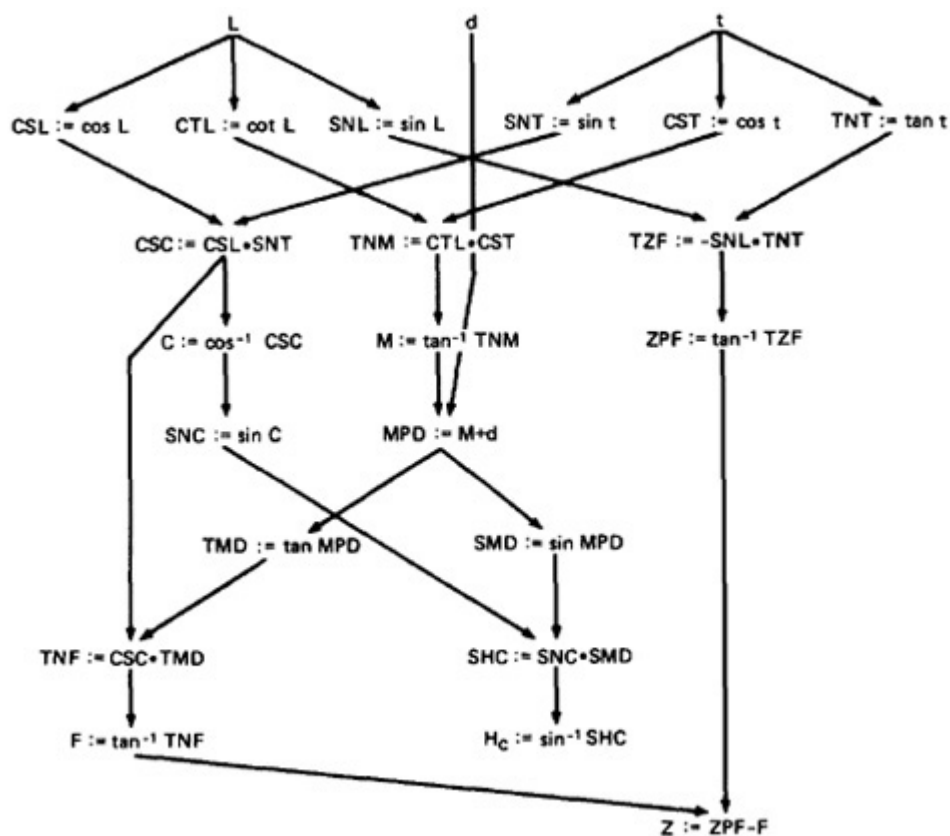 L d t
CSL := cos L CTL := cot L SNL := sin L SNT := sin t CST := cos t TNT := tan t
CSC := CSL•SNT TNM := CTL•CST TZF := -SNL•TNT
C := cos⁻¹ CSC M := tan⁻¹ TNM ZPF := tan⁻¹ TZF
SNC := sin C MPD := M+d
TMD := tan MPD SMD := sin MPD
TNF := CSC•TMD SHC := SNC•SMD
F := tan⁻¹ TNF H_C := sin⁻¹ SHC
Z := ZPF-F